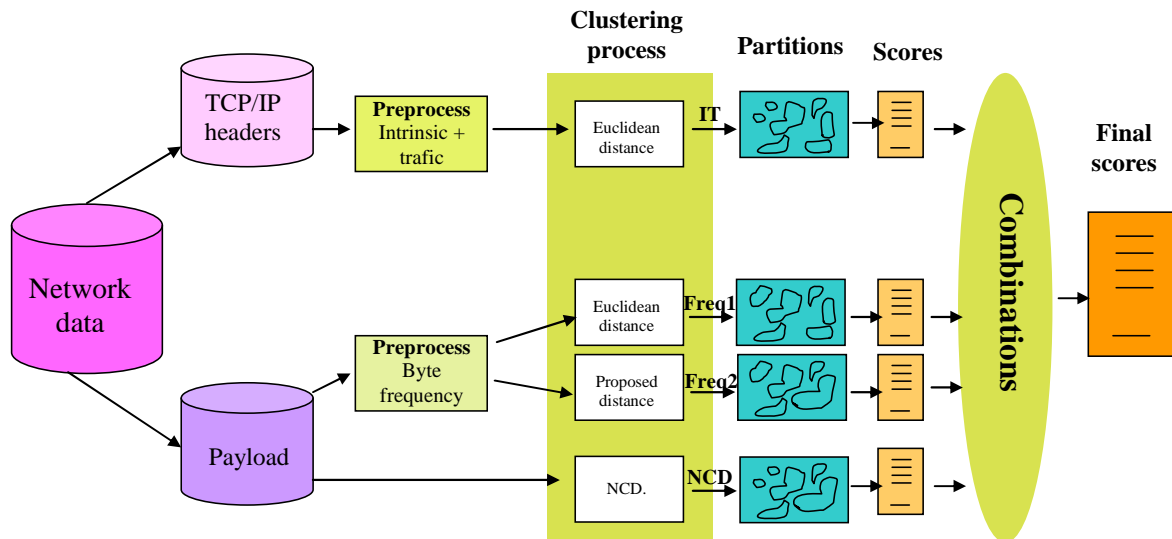 Clustering
process
Partitions
Scores
TCP/IP
headers
Preprocess
Intrinsic +
trafic
Euclidean
distance
IT
Final
scores
Network
data
Combinations
Euclidean
distance
Freq1
Preprocess
Byte
frequency
Proposed
distance
Freq2
Payload
NCD.
NCD